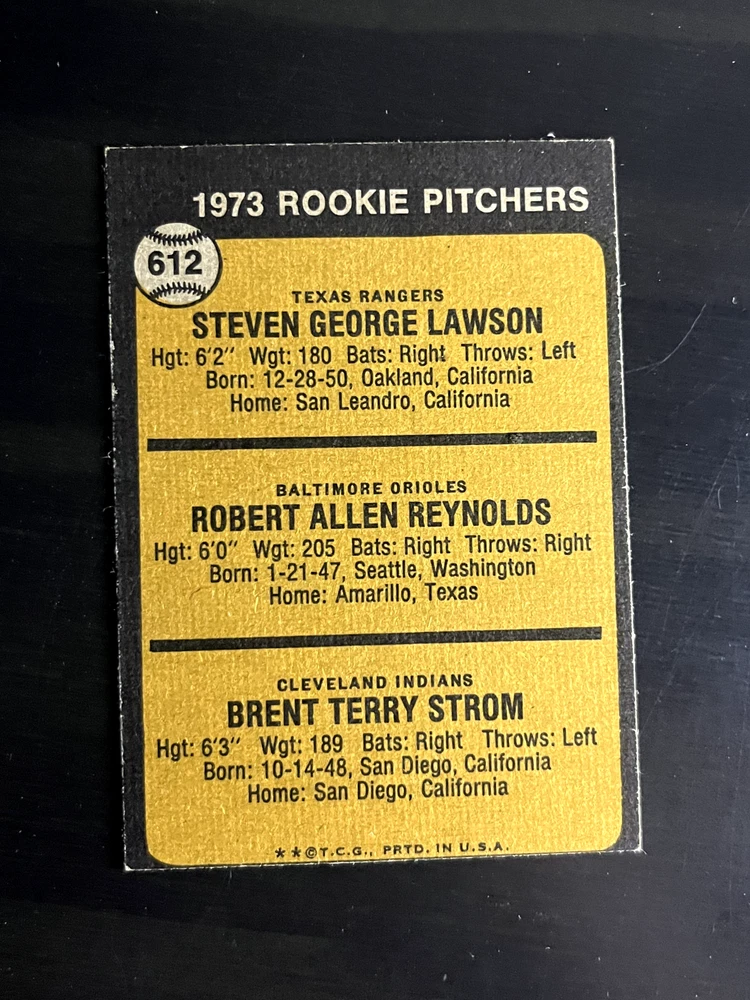 1973 ROOKIE PITCHERS
612
TEXAS RANGERS
STEVEN GEORGE LAWSON
Hgt: 6'2" Wgt: 180 Bats: Right Throws: Left
Born: 12-28-50, Oakland, California
Home: San Leandro, California
BALTIMORE ORIOLES
ROBERT ALLEN REYNOLDS
Hgt: 6'0" Wgt: 205 Bats: Right Throws: Right
Born: 1-21-47, Seattle, Washington
Home: Amarillo, Texas
CLEVELAND INDIANS
BRENT TERRY STROM
Hgt: 6'3" Wgt: 189 Bats: Right Throws: Left
Born: 10-14-48, San Diego, California
Home: San Diego, California
**©T.C.G., PRTD. IN U.S.A.